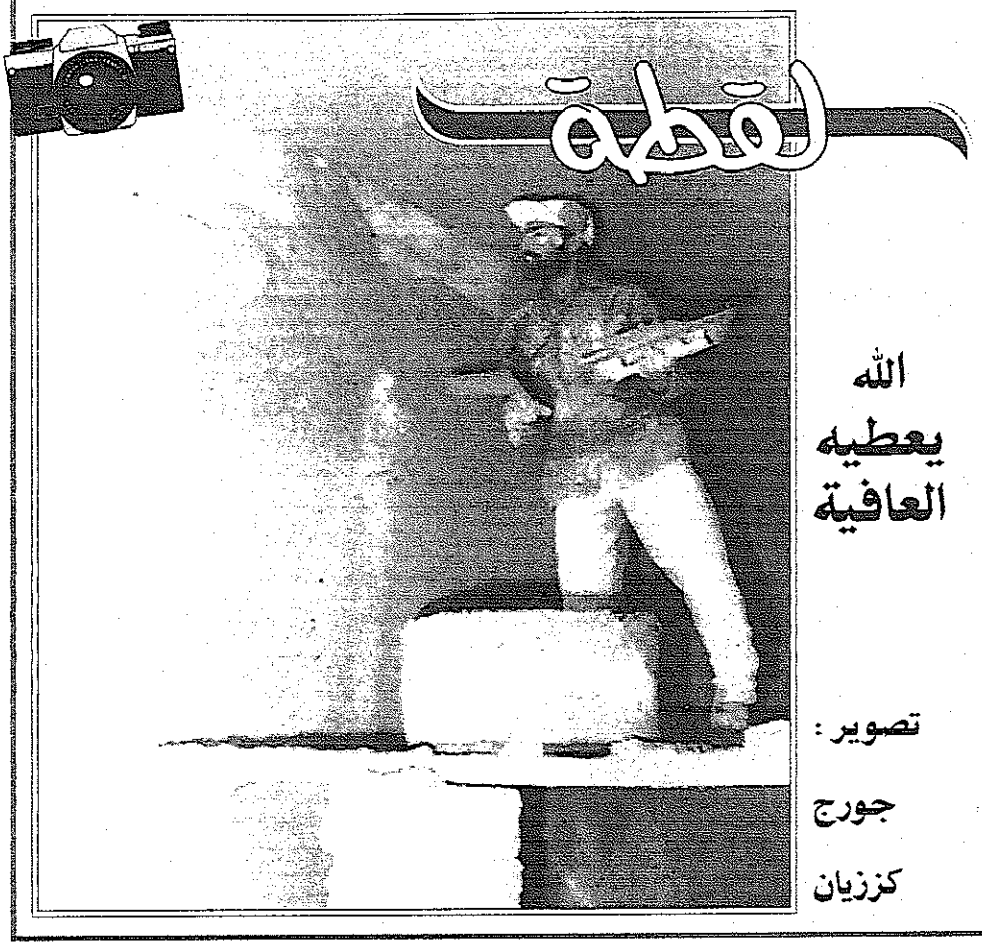 لقطة
الله
يعطيه
العافية
تصوير :
جورج
كززيان